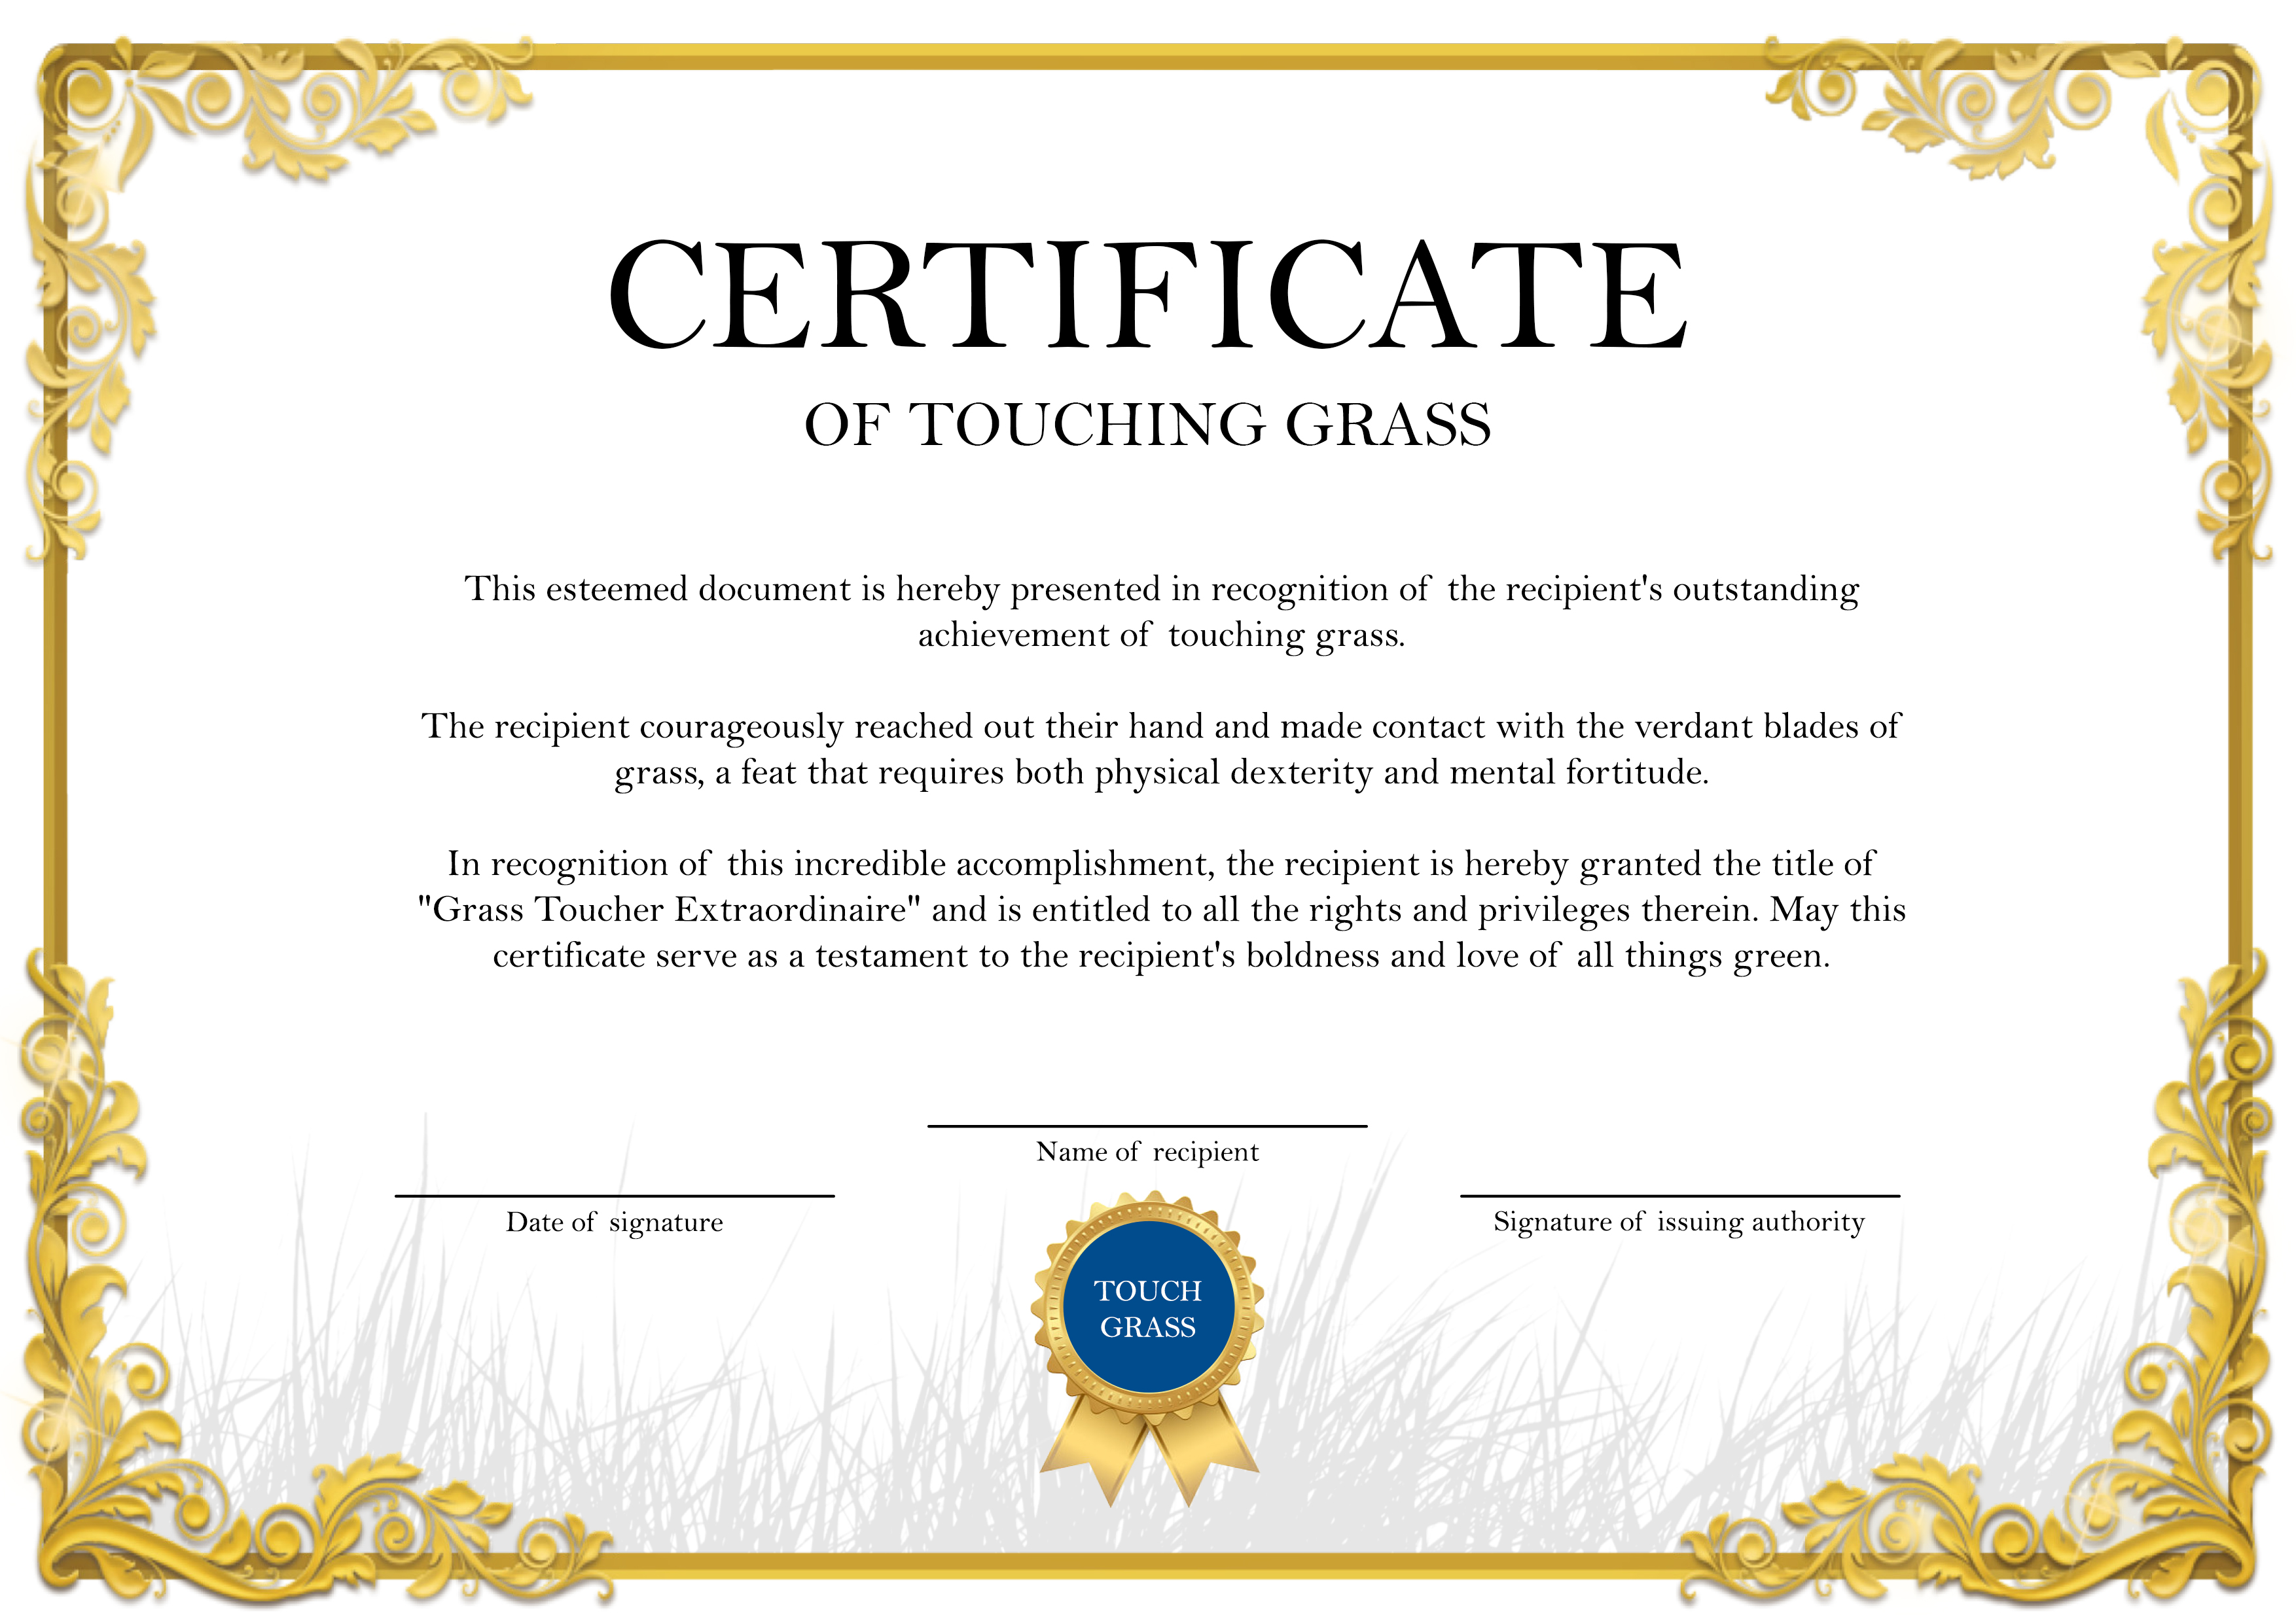 CERTIFICATE
OF TOUCHING GRASS
This esteemed document is hereby presented in recognition of the recipient's outstanding
achievement of touching grass.
The recipient courageously reached out their hand and made contact with the verdant blades of
grass, a feat that requires both physical dexterity and mental fortitude.
In recognition of this incredible accomplishment, the recipient is hereby granted the title of
"Grass Toucher Extraordinaire" and is entitled to all the rights and privileges therein. May this
certificate serve as a testament to the recipient's boldness and love of all things green.
Name of recipient
Date of signature
Signature of issuing authority
TOUCH
GRASS